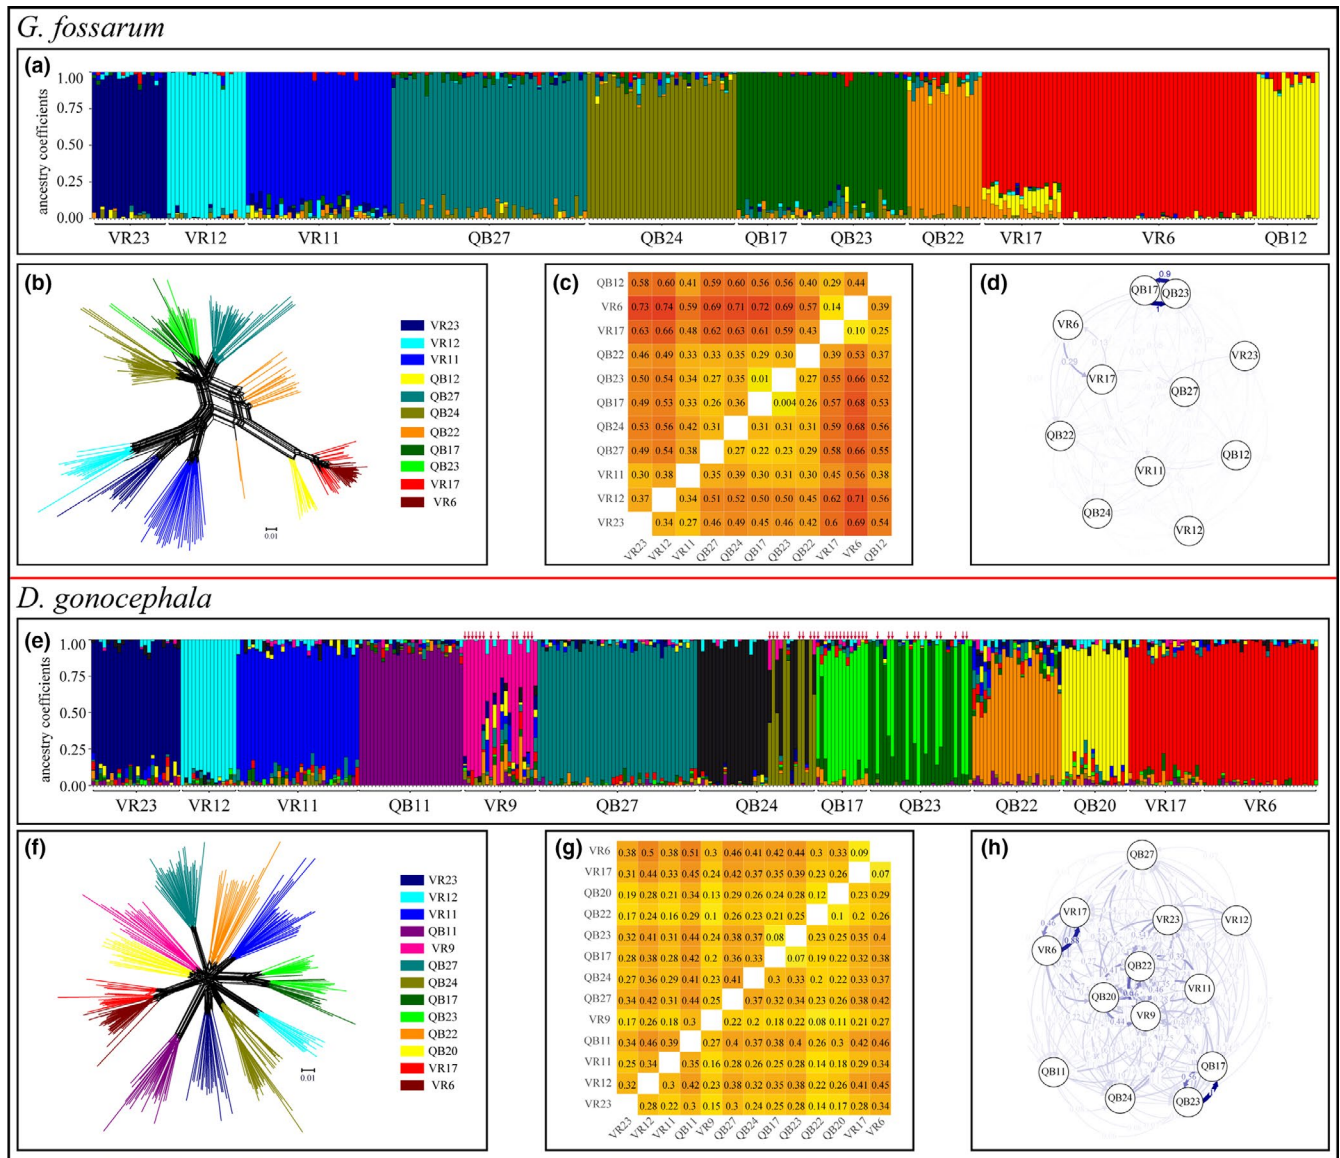 G. fossarum
(a)
ancestry coefficients
1.00
0.75
0.50
0.25
0.00
VR23 VR12 VR11 QB27 QB24 QB17 QB23 QB22 VR17 VR6 QB12
(b)
VR23
VR12
VR11
QB12
QB27
QB24
QB22
QB17
QB23
VR17
VR6
0.01
(c)
QB12 0.58 0.60 0.41 0.59 0.60 0.56 0.56 0.40 0.29 0.44
VR6 0.73 0.74 0.59 0.69 0.71 0.72 0.69 0.57 0.14 0.39
VR17 0.63 0.66 0.48 0.62 0.63 0.61 0.59 0.43 0.10 0.25
QB22 0.46 0.49 0.33 0.33 0.35 0.29 0.30 0.39 0.53 0.37
QB23 0.50 0.54 0.34 0.27 0.35 0.01 0.27 0.55 0.66 0.52
QB17 0.49 0.53 0.33 0.26 0.36 0.004 0.26 0.57 0.68 0.53
QB24 0.53 0.56 0.42 0.31 0.31 0.31 0.31 0.59 0.68 0.56
QB27 0.49 0.54 0.38 0.27 0.22 0.23 0.29 0.58 0.66 0.55
VR11 0.30 0.38 0.35 0.39 0.30 0.31 0.30 0.45 0.56 0.38
VR12 0.37 0.34 0.51 0.52 0.50 0.50 0.45 0.62 0.71 0.56
VR23 0.34 0.27 0.46 0.49 0.45 0.46 0.42 0.6 0.69 0.54
VR23 VR12 VR11 QB27 QB24 QB17 QB23 QB22 VR17 VR6 QB12
(d)
0.9
QB17 QB23
1
VR6
VR23
VR17
QB27
QB22
QB12
VR11
QB24
VR12
D. gonocephala
(e)
ancestry coefficients
1.00
0.75
0.50
0.25
0.00
VR23 VR12 VR11 QB11 VR9 QB27 QB24 QB17 QB23 QB22 QB20 VR17 VR6
(f)
VR23
VR12
VR11
QB11
VR9
QB27
QB24
QB17
QB23
QB22
QB20
VR17
VR6
0.01
(g)
VR6 0.38 0.5 0.38 0.51 0.3 0.46 0.41 0.42 0.44 0.3 0.33 0.09
VR17 0.31 0.44 0.33 0.45 0.24 0.42 0.37 0.35 0.39 0.23 0.26 0.07
QB20 0.19 0.28 0.21 0.34 0.13 0.29 0.26 0.24 0.28 0.12 0.23 0.29
QB22 0.17 0.24 0.16 0.29 0.1 0.26 0.23 0.21 0.25 0.1 0.2 0.26
QB23 0.32 0.41 0.31 0.44 0.24 0.38 0.37 0.08 0.23 0.25 0.35 0.4
QB17 0.28 0.38 0.28 0.42 0.2 0.36 0.33 0.07 0.19 0.22 0.32 0.38
QB24 0.27 0.36 0.29 0.41 0.2 0.41 0.3 0.33 0.2 0.22 0.33 0.37
QB27 0.34 0.42 0.31 0.44 0.25 0.37 0.32 0.34 0.23 0.26 0.38 0.42
VR9 0.17 0.26 0.18 0.3 0.22 0.2 0.18 0.22 0.08 0.11 0.21 0.27
QB11 0.34 0.46 0.39 0.27 0.4 0.37 0.38 0.4 0.26 0.3 0.42 0.46
VR11 0.25 0.34 0.35 0.16 0.28 0.26 0.25 0.28 0.14 0.18 0.29 0.34
VR12 0.32 0.3 0.42 0.23 0.38 0.32 0.35 0.38 0.22 0.26 0.41 0.45
VR23 0.28 0.22 0.3 0.15 0.3 0.24 0.25 0.28 0.14 0.17 0.28 0.34
VR23 VR12 VR11 QB11 VR9 QB27 QB24 QB17 QB23 QB22 QB20 VR17 VR6
(h)
QB27
VR17
VR23
VR12
0.46
VR6
QB22
QB20
VR11
VR9
QB11
QB17
QB24
QB23